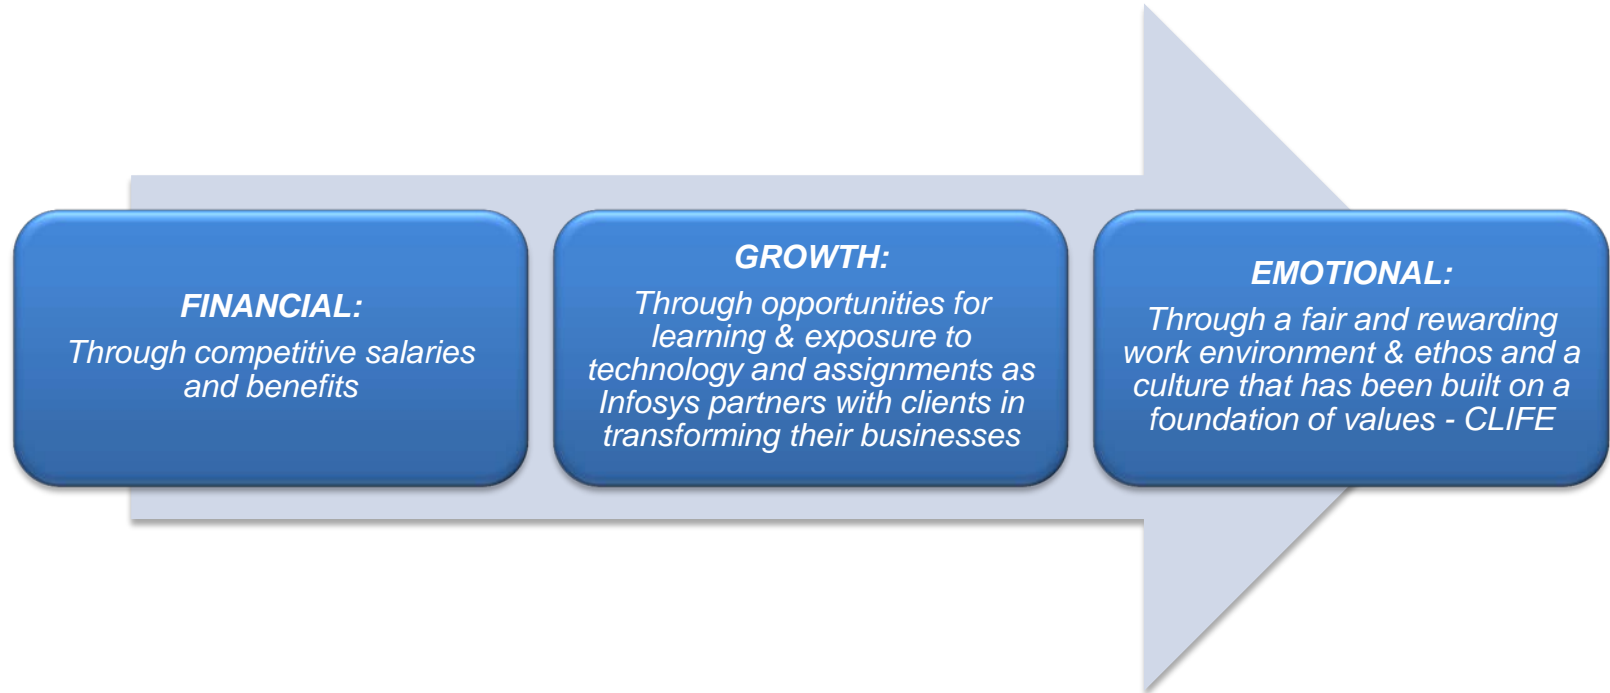 FINANCIAL:
Through competitive salaries
and benefits
GROWTH:
Through opportunities for
learning & exposure to
technology and assignments as
Infosys partners with clients in
transforming their businesses
EMOTIONAL:
Through a fair and rewarding
work environment & ethos and a
culture that has been built on a
foundation of values - CLIFE